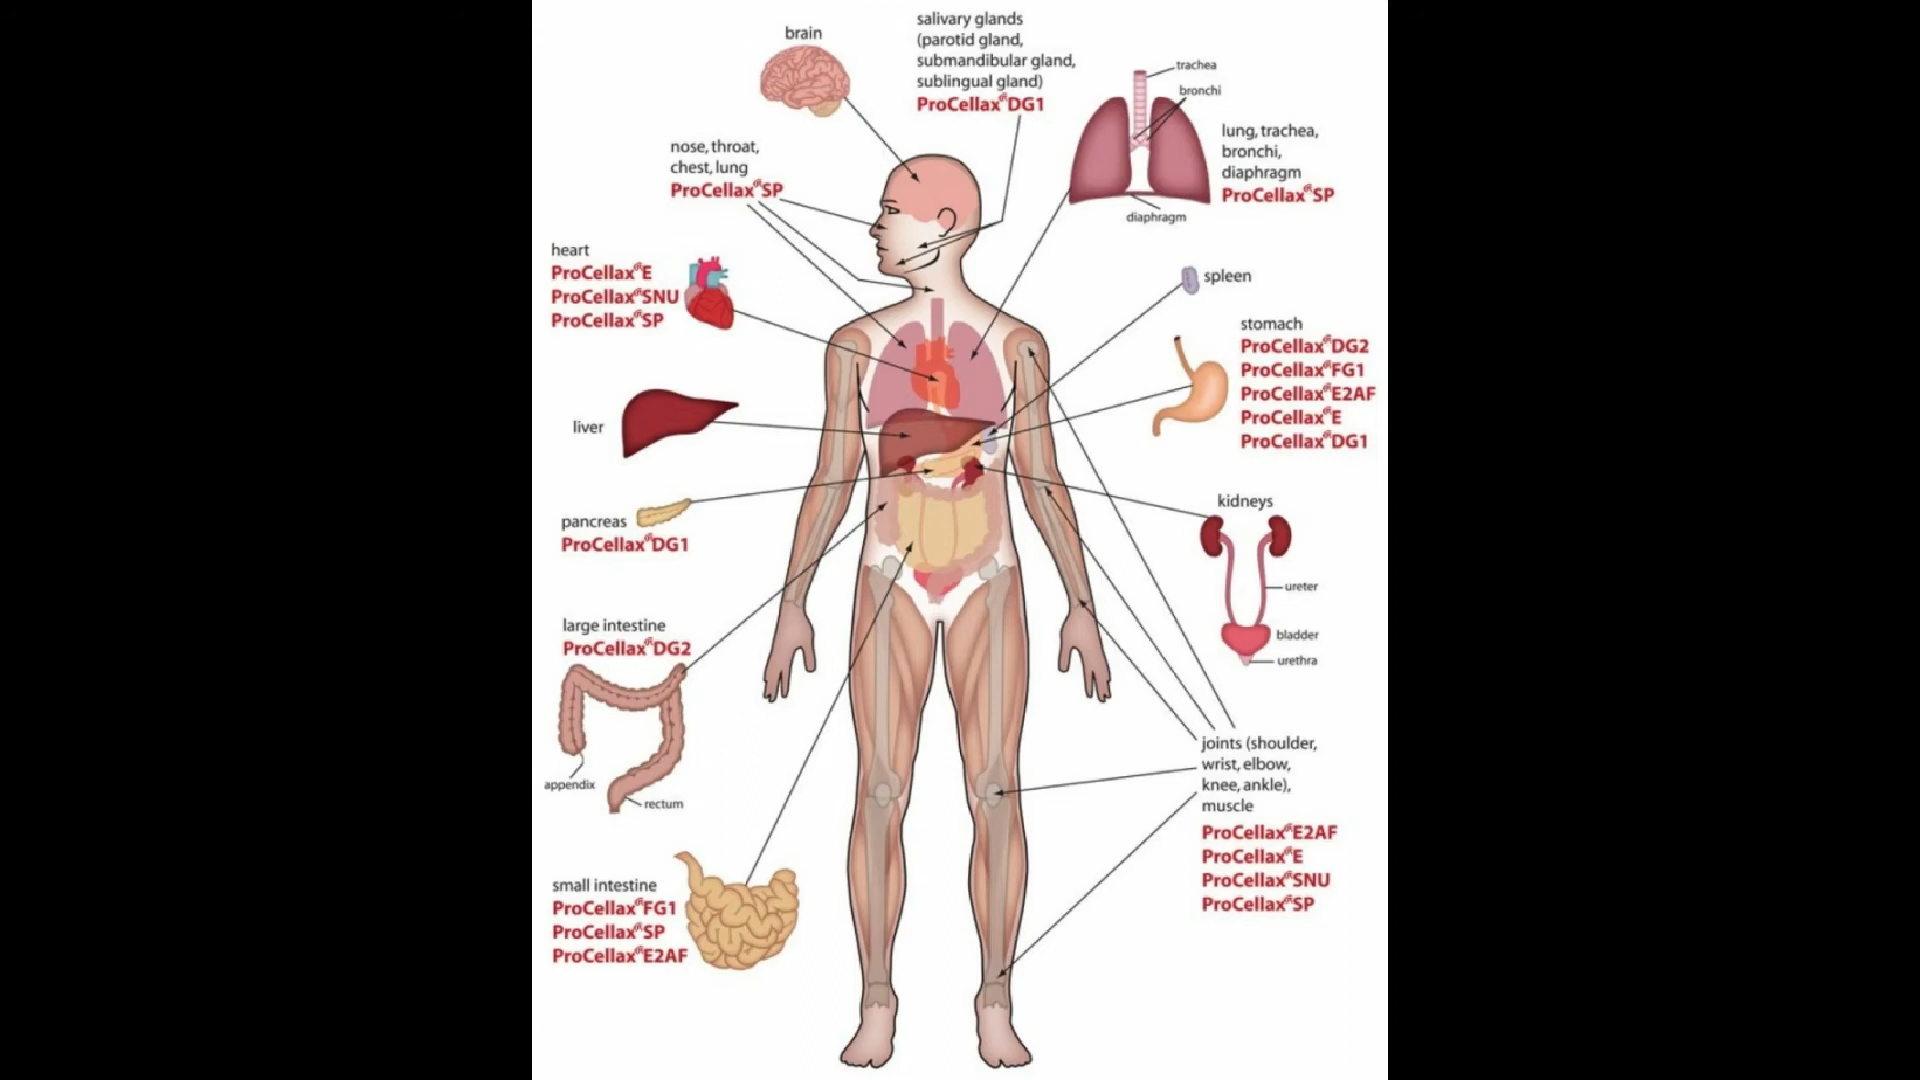 brain
salivary glands
(parotid gland,
submandibular gland,
sublingual gland)
ProCellax®DG1
trachea
bronchi
lung, trachea,
bronchi,
diaphragm
ProCellax®SP
diaphragm
nose, throat,
chest, lung
ProCellax®SP
heart
ProCellax®E
ProCellax®SNU
ProCellax®SP
spleen
stomach
ProCellax®DG2
ProCellax®FG1
ProCellax®E2AF
ProCellax®E
ProCellax®DG1
liver
pancreas
ProCellax®DG1
kidneys
ureter
bladder
urethra
large intestine
ProCellax®DG2
appendix
rectum
joints (shoulder,
wrist, elbow,
knee, ankle),
muscle
ProCellax®E2AF
ProCellax®E
ProCellax®SNU
ProCellax®SP
small intestine
ProCellax®FG1
ProCellax®SP
ProCellax®E2AF